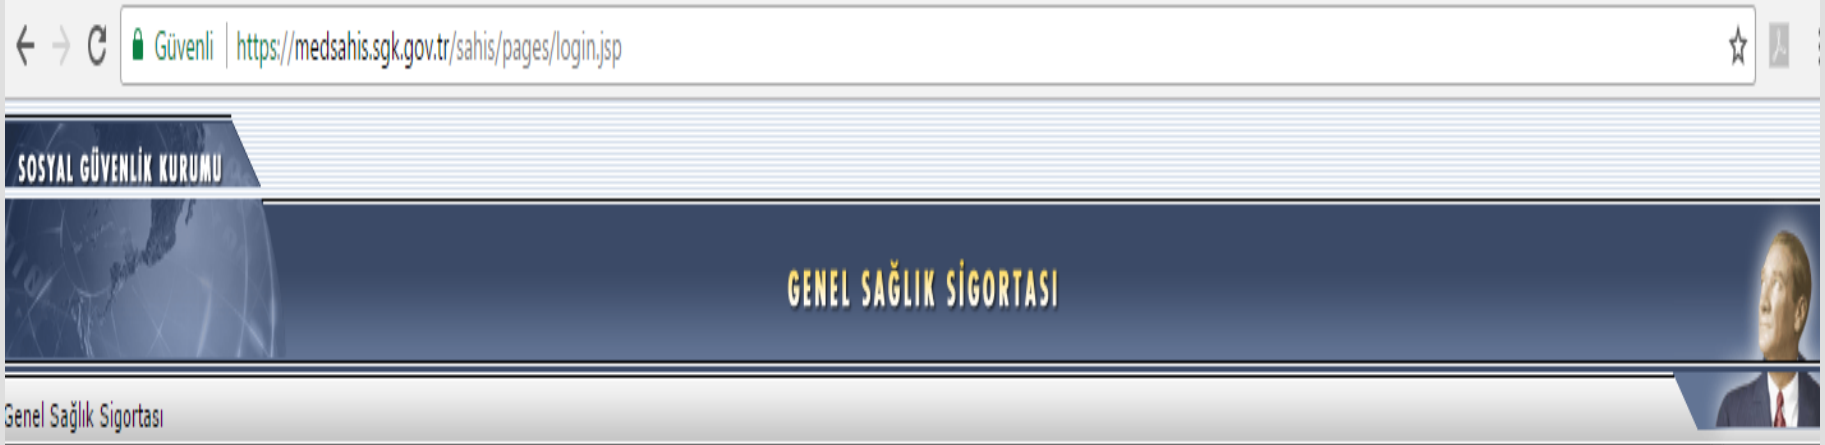 Güvenli https://medsahis.sgk.gov.tr/sahis/pages/login.jsp
SOSYAL GÜVENLİK KURUMU
GENEL SAĞLIK SİGORTASI
Genel Sağlık Sigortası